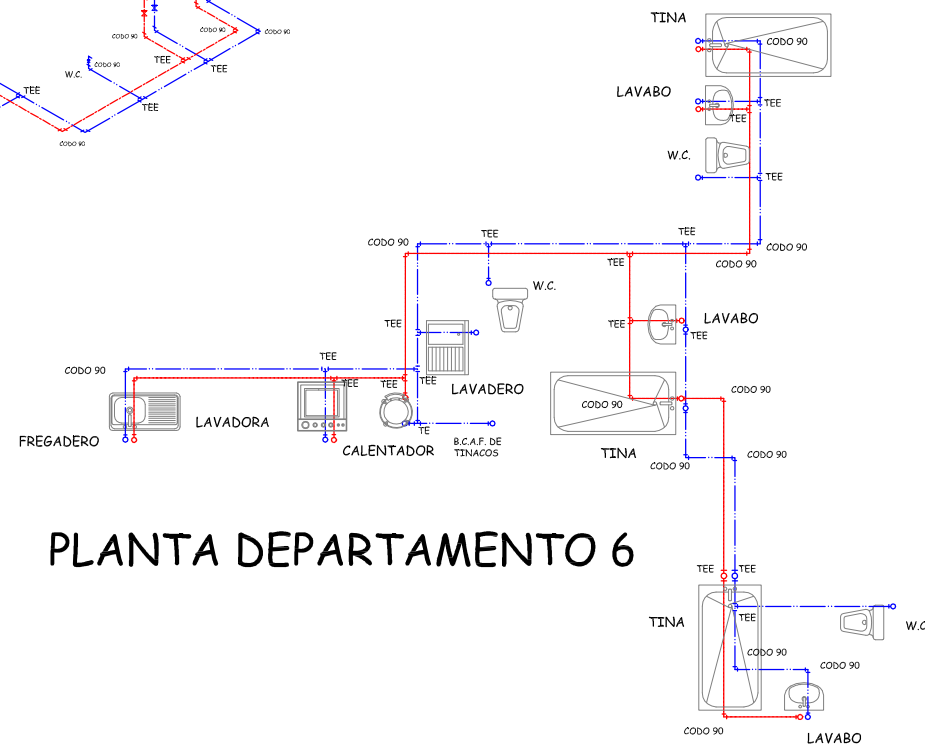 TINA
CODO 90
CODO 90
CODO 90
CODO 90
TEE
TEE
CODO 90
W.C.
TEE
TEE
LAVABO
TEE
TEE
CODO 90
W.C.
TEE
TEE
TEE
CODO 90
CODO 90
TEE
CODO 90
W.C.
TEE
TEE
LAVABO
TEE
TEE
CODO 90
TEE
TEE
TEE
LAVADERO
CODO 90
CODO 90
LAVADORA
TE
FREGADERO
CALENTADOR
B.C.A.F. DE
TINACOS
TINA
CODO 90
CODO 90
PLANTA DEPARTAMENTO 6
TEE
TEE
TINA
TEE
W.C
CODO 90
CODO 90
CODO 90
LAVABO